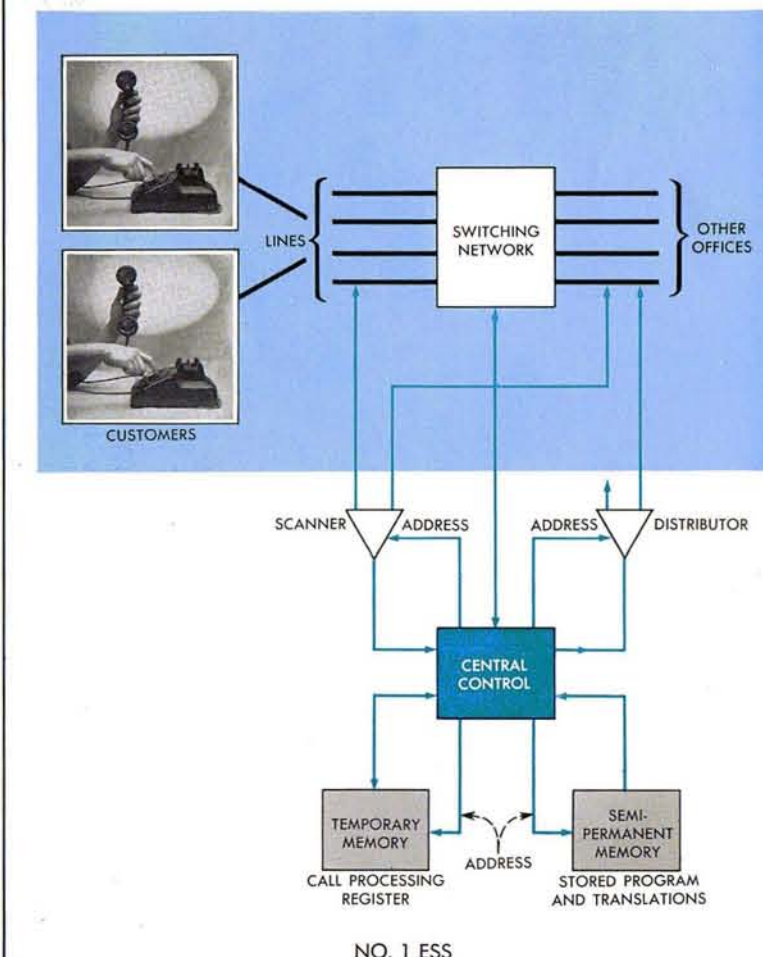 LINES
SWITCHING
NETWORK
OTHER
OFFICES
CUSTOMERS
SCANNER
ADDRESS
ADDRESS
DISTRIBUTOR
CENTRAL
CONTROL
TEMPORARY
MEMORY
ADDRESS
SEMI-
PERMANENT
MEMORY
CALL PROCESSING
REGISTER
STORED PROGRAM
AND TRANSLATIONS
NO. 1 ESS